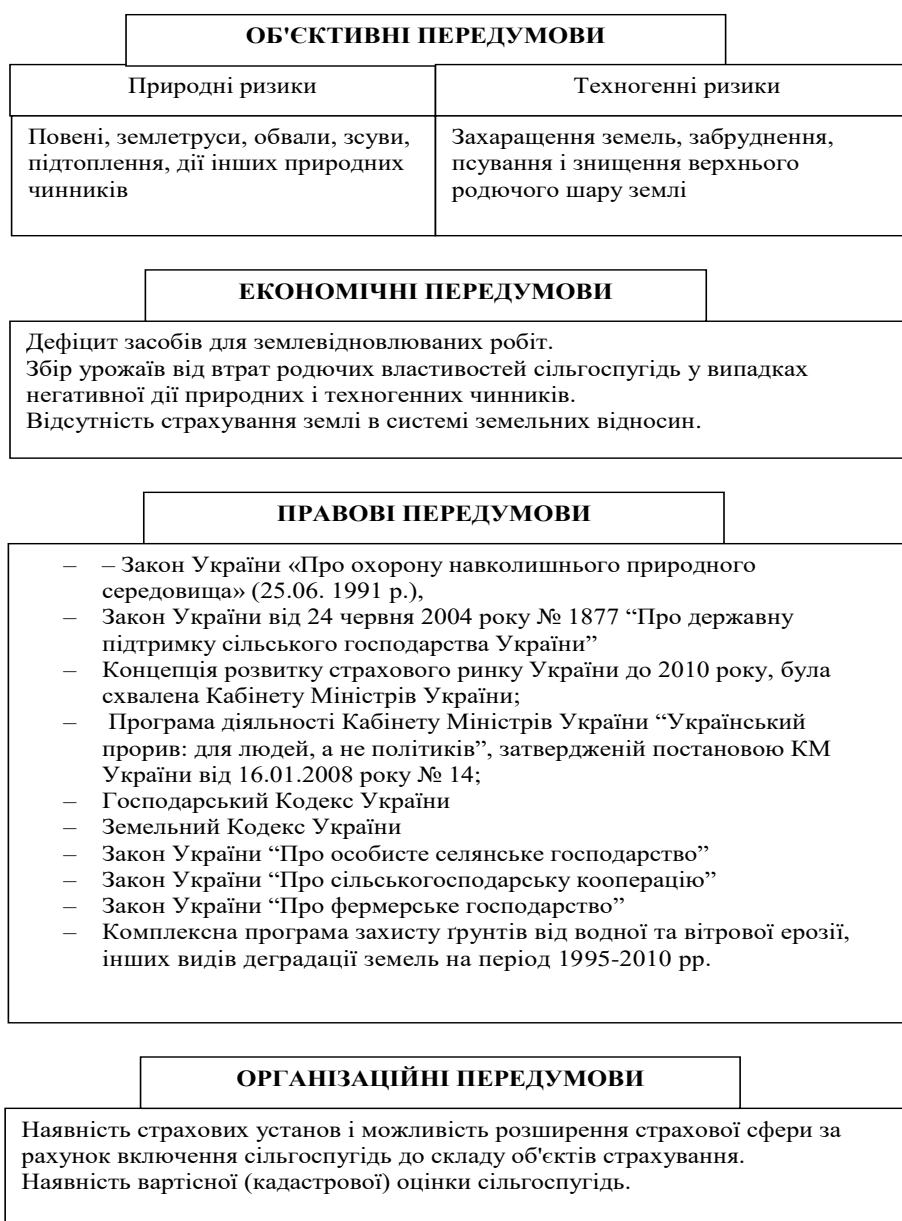 ОБ'ЄКТИВНІ ПЕРЕДУМОВИ
Природні ризики
Техногенні ризики
Повені, землетруси, обвали, зсуви,
підтоплення, дії інших природних
чинників
Захаращення земель, забруднення,
псування і знищення верхнього
родючого шару землі
ЕКОНОМІЧНІ ПЕРЕДУМОВИ
Дефіцит засобів для землевідновлюваних робіт.
Збір урожаїв від втрат родючих властивостей сільгоспугідь у випадках
негативної дії природних і техногенних чинників.
Відсутність страхування землі в системі земельних відносин.
ПРАВОВІ ПЕРЕДУМОВИ
– – Закон України «Про охорону навколишнього природного
середовища» (25.06. 1991 р.),
– Закон України від 24 червня 2004 року № 1877 “Про державну
підтримку сільського господарства України”
– Концепція розвитку страхового ринку України до 2010 року, була
схвалена Кабінету Міністрів України;
– Програма діяльності Кабінету Міністрів України “Український
прорив: для людей, а не політиків”, затвердженій постановою КМ
України від 16.01.2008 року № 14;
– Господарський Кодекс України
– Земельний Кодекс України
– Закон України “Про особисте селянське господарство”
– Закон України “Про сільськогосподарську кооперацію”
– Закон України “Про фермерське господарство”
– Комплексна програма захисту ґрунтів від водної та вітрової ерозії,
інших видів деградації земель на період 1995-2010 рр.
ОРГАНІЗАЦІЙНІ ПЕРЕДУМОВИ
Наявність страхових установ і можливість розширення страхової сфери за
рахунок включення сільгоспугідь до складу об'єктів страхування.
Наявність вартісної (кадастрової) оцінки сільгоспугідь.